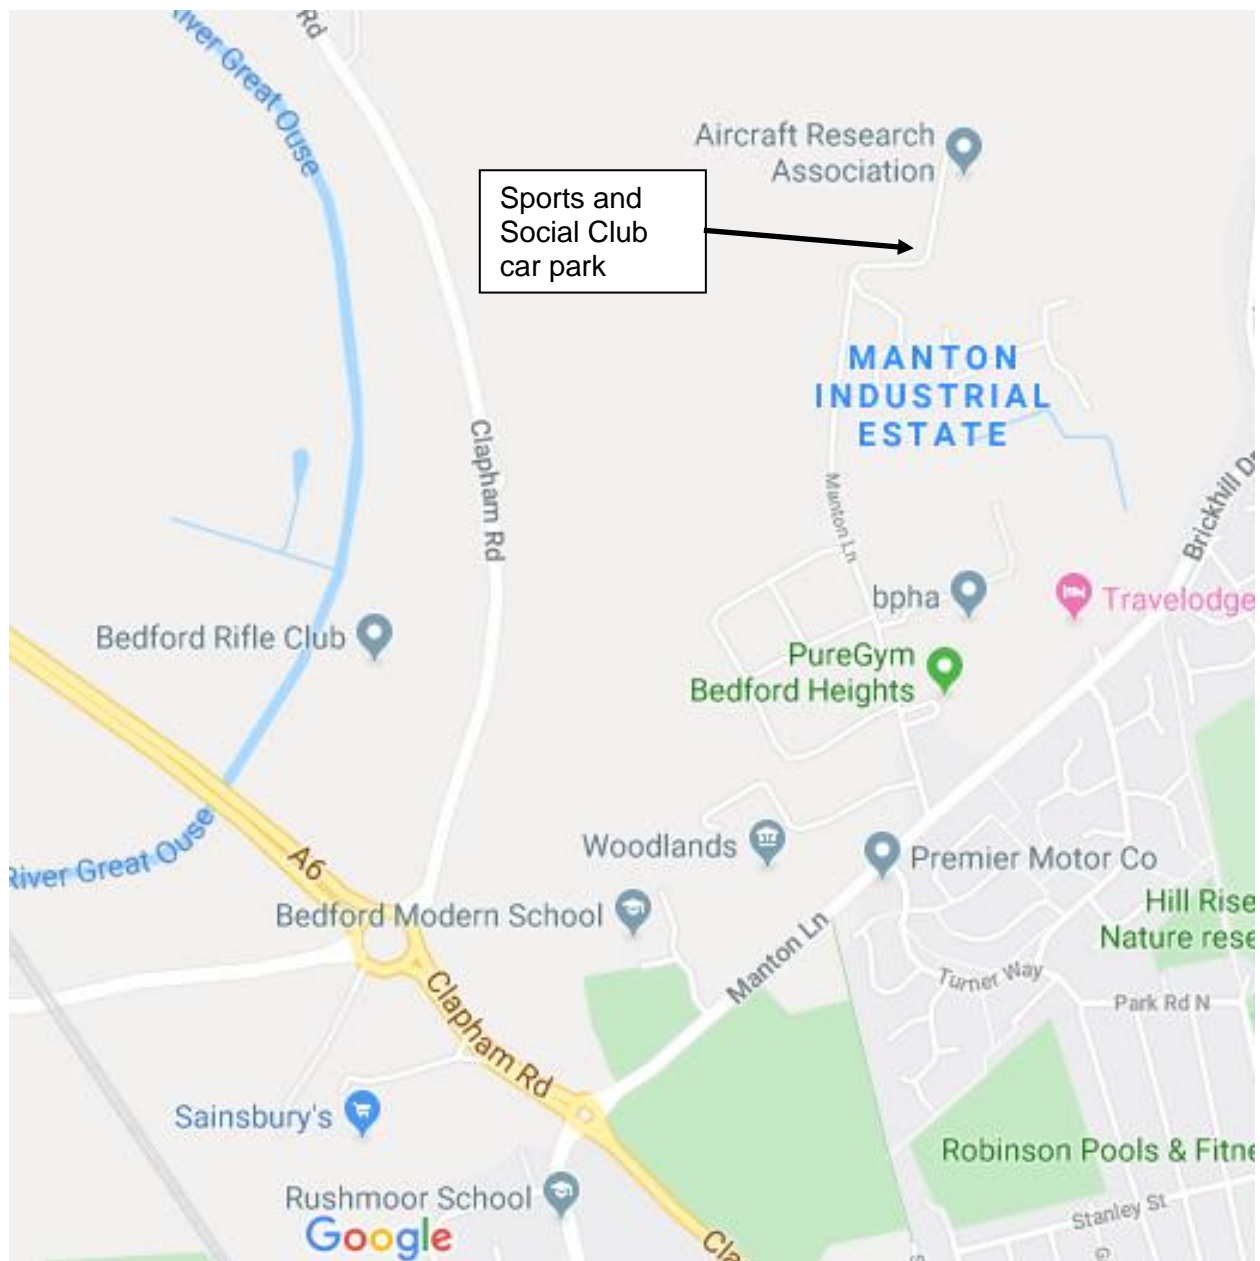 Rd
River Great Ouse
Aircraft Research
Association
Sports and
Social Club
car park
MANTON
INDUSTRIAL
ESTATE
Clapham Rd
Manton Ln
Brickhill Dr
bpha
Travelodge
Bedford Rifle Club
PureGym
Bedford Heights
River Great Ouse
A6
Woodlands
Premier Motor Co
Bedford Modern School
Hill Rise
Nature rese
Manton Ln
Turner Way
Park Rd N
Clapham Rd
Sainsbury's
Robinson Pools & Fitne
Rushmoor School
Stanley St
Google
Cla
G
S